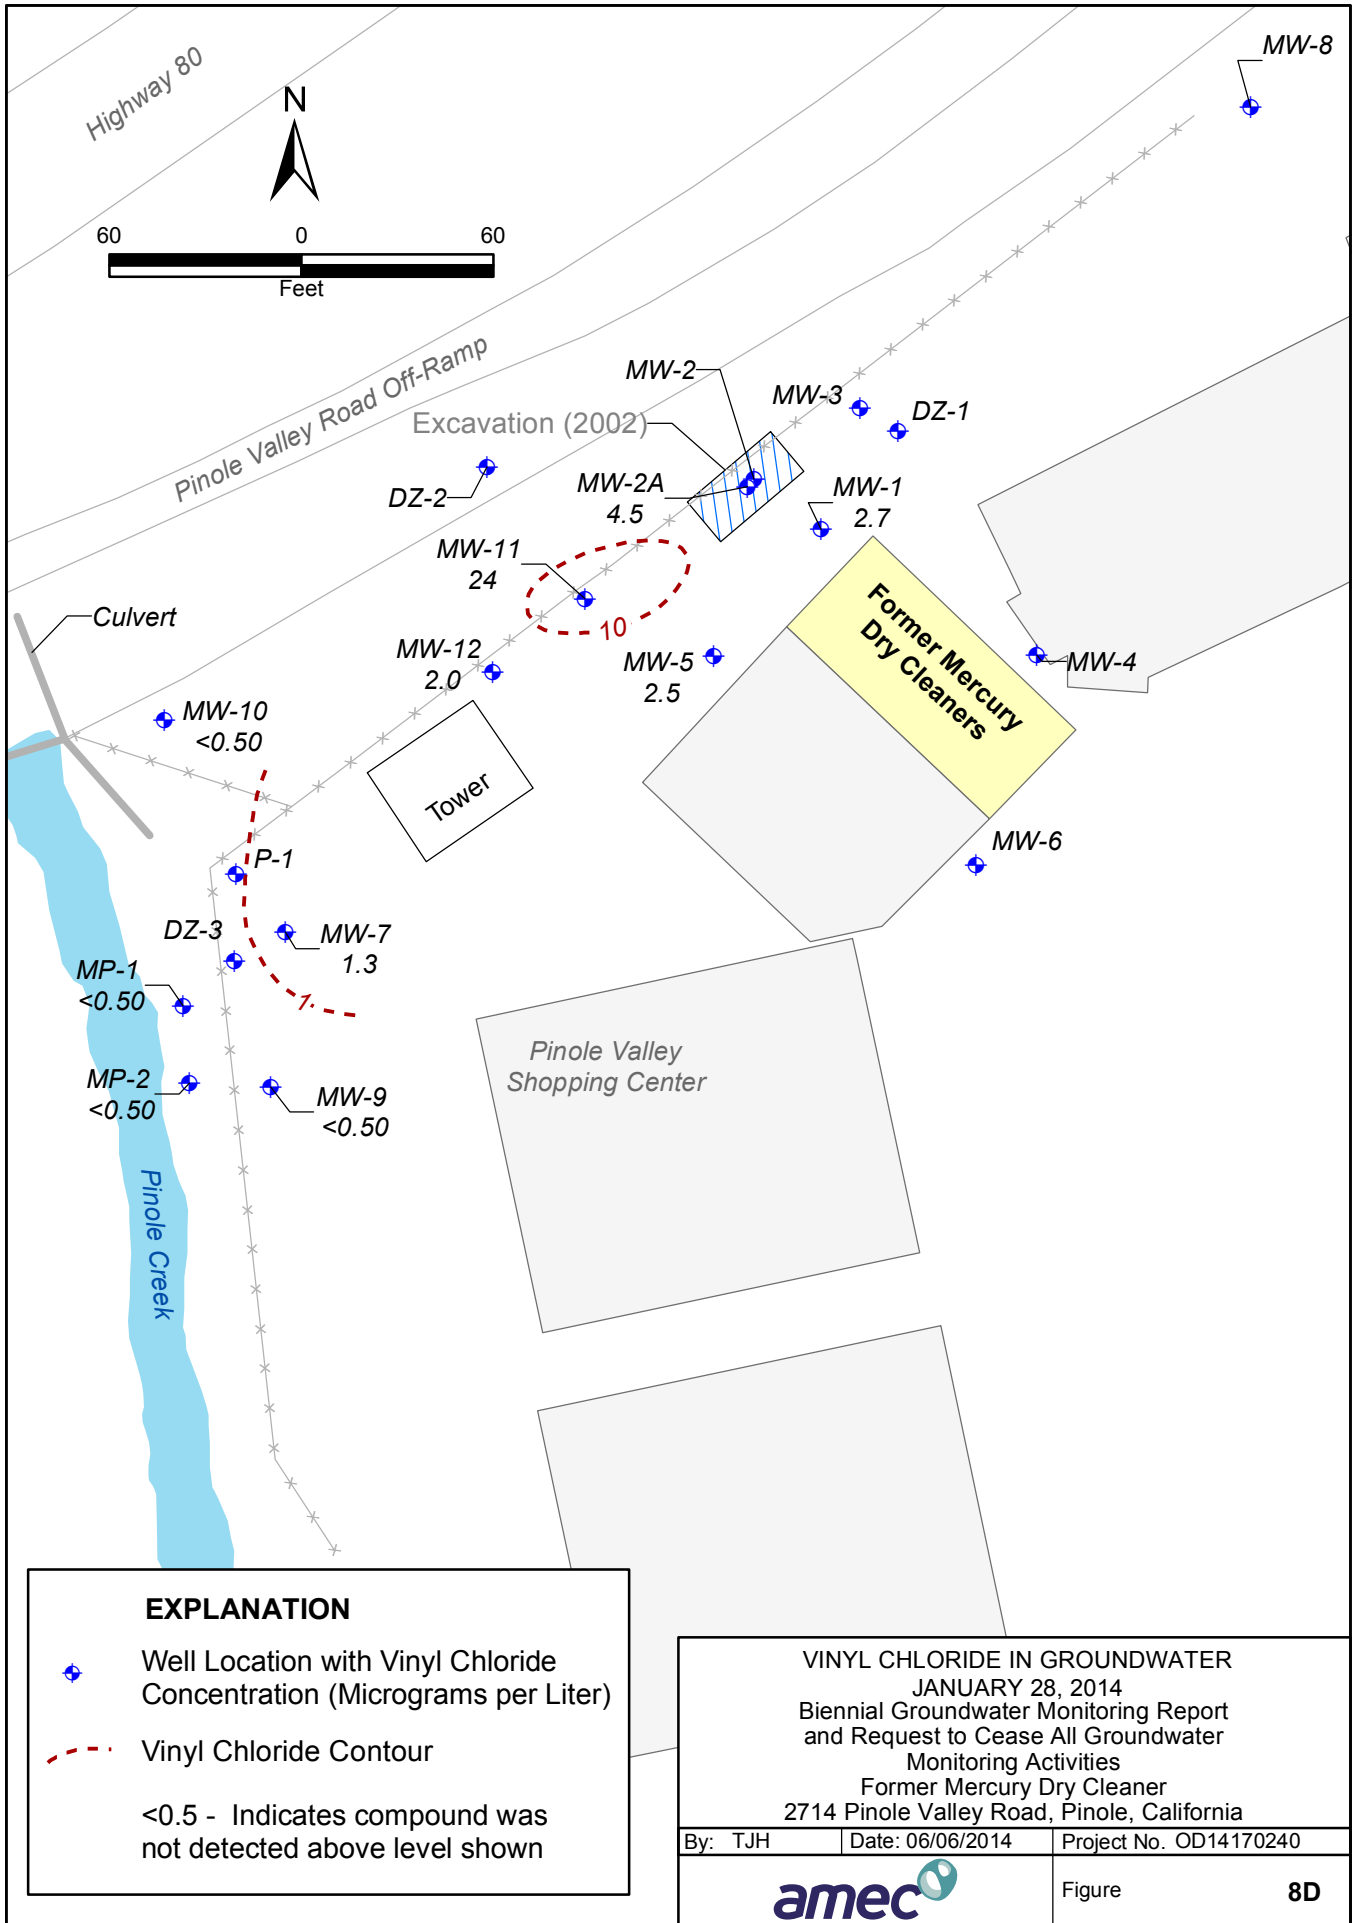 MW-8
Highway 80
N
60 0 60
Feet
Pinole Valley Road Off-Ramp
MW-2
MW-3
DZ-1
Excavation (2002)
DZ-2
MW-2A
4.5
MW-1
2.7
MW-11
24
10
Former Mercury
Dry Cleaners
Culvert
MW-12
2.0
MW-5
2.5
MW-4
MW-10
<0.50
Tower
P-1
MW-6
DZ-3
MW-7
1.3
MP-1
<0.50
1
Pinole Valley
Shopping Center
MP-2
<0.50
MW-9
<0.50
Pinole Creek
EXPLANATION
Well Location with Vinyl Chloride
Concentration (Micrograms per Liter)
Vinyl Chloride Contour
<0.5 - Indicates compound was
not detected above level shown
VINYL CHLORIDE IN GROUNDWATER
JANUARY 28, 2014
Biennial Groundwater Monitoring Report
and Request to Cease All Groundwater
Monitoring Activities
Former Mercury Dry Cleaner
2714 Pinole Valley Road, Pinole, California
By: TJH Date: 06/06/2014 Project No. OD14170240
amec
Figure 8D